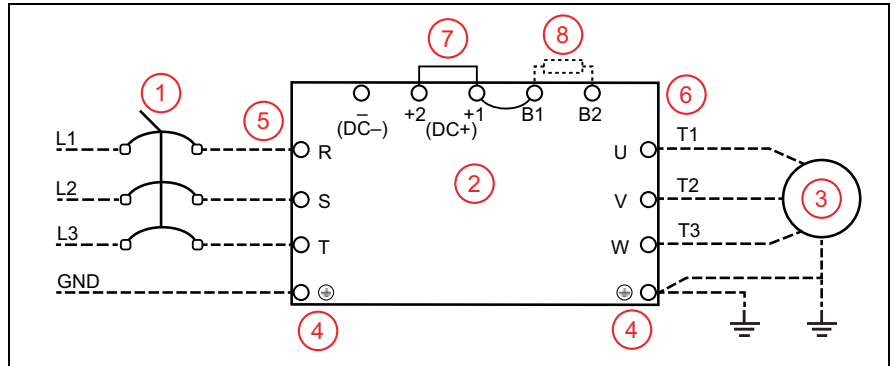 7 8
1 5 6
– +2 +1 B1 B2
(DC–) (DC+)
L1 R U T1
2 3
L2 S V T2
L3 T W T3
GND
4 4